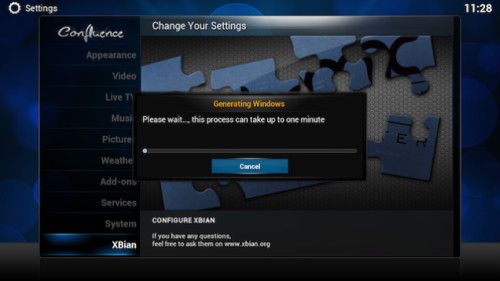 Settings
11:28
Confluence
Change Your Settings
Appearance
Video
Live TV
Music
Pictures
Weather
Add-ons
Services
System
XBian
Generating Windows
Please wait..., this process can take up to one minute
Cancel
CONFIGURE XBIAN
If you have any questions,
feel free to ask them on www.xbian.org